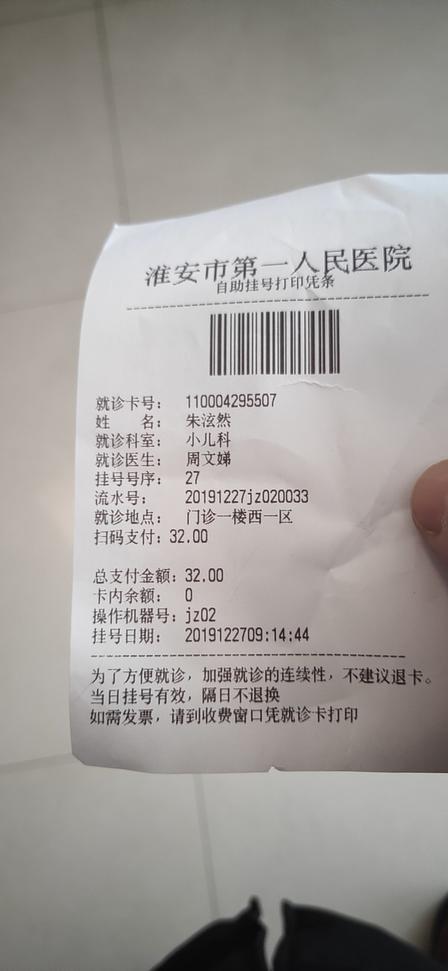 淮安市第一人民医院
自助挂号打印凭条
就诊卡号： 110004295507
姓 名： 朱泫然
就诊科室： 小儿科
就诊医生： 周文娣
挂号号序： 27
流水号： 20191227jz020033
就诊地点： 门诊一楼西一区
扫码支付：32.00
总支付金额：32.00
卡内余额： 0
操作机器号：jz02
挂号日期： 2019122709:14:44
为了方便就诊，加强就诊的连续性，不建议退卡。
当日挂号有效，隔日不退换
如需发票，请到收费窗口凭就诊卡打印